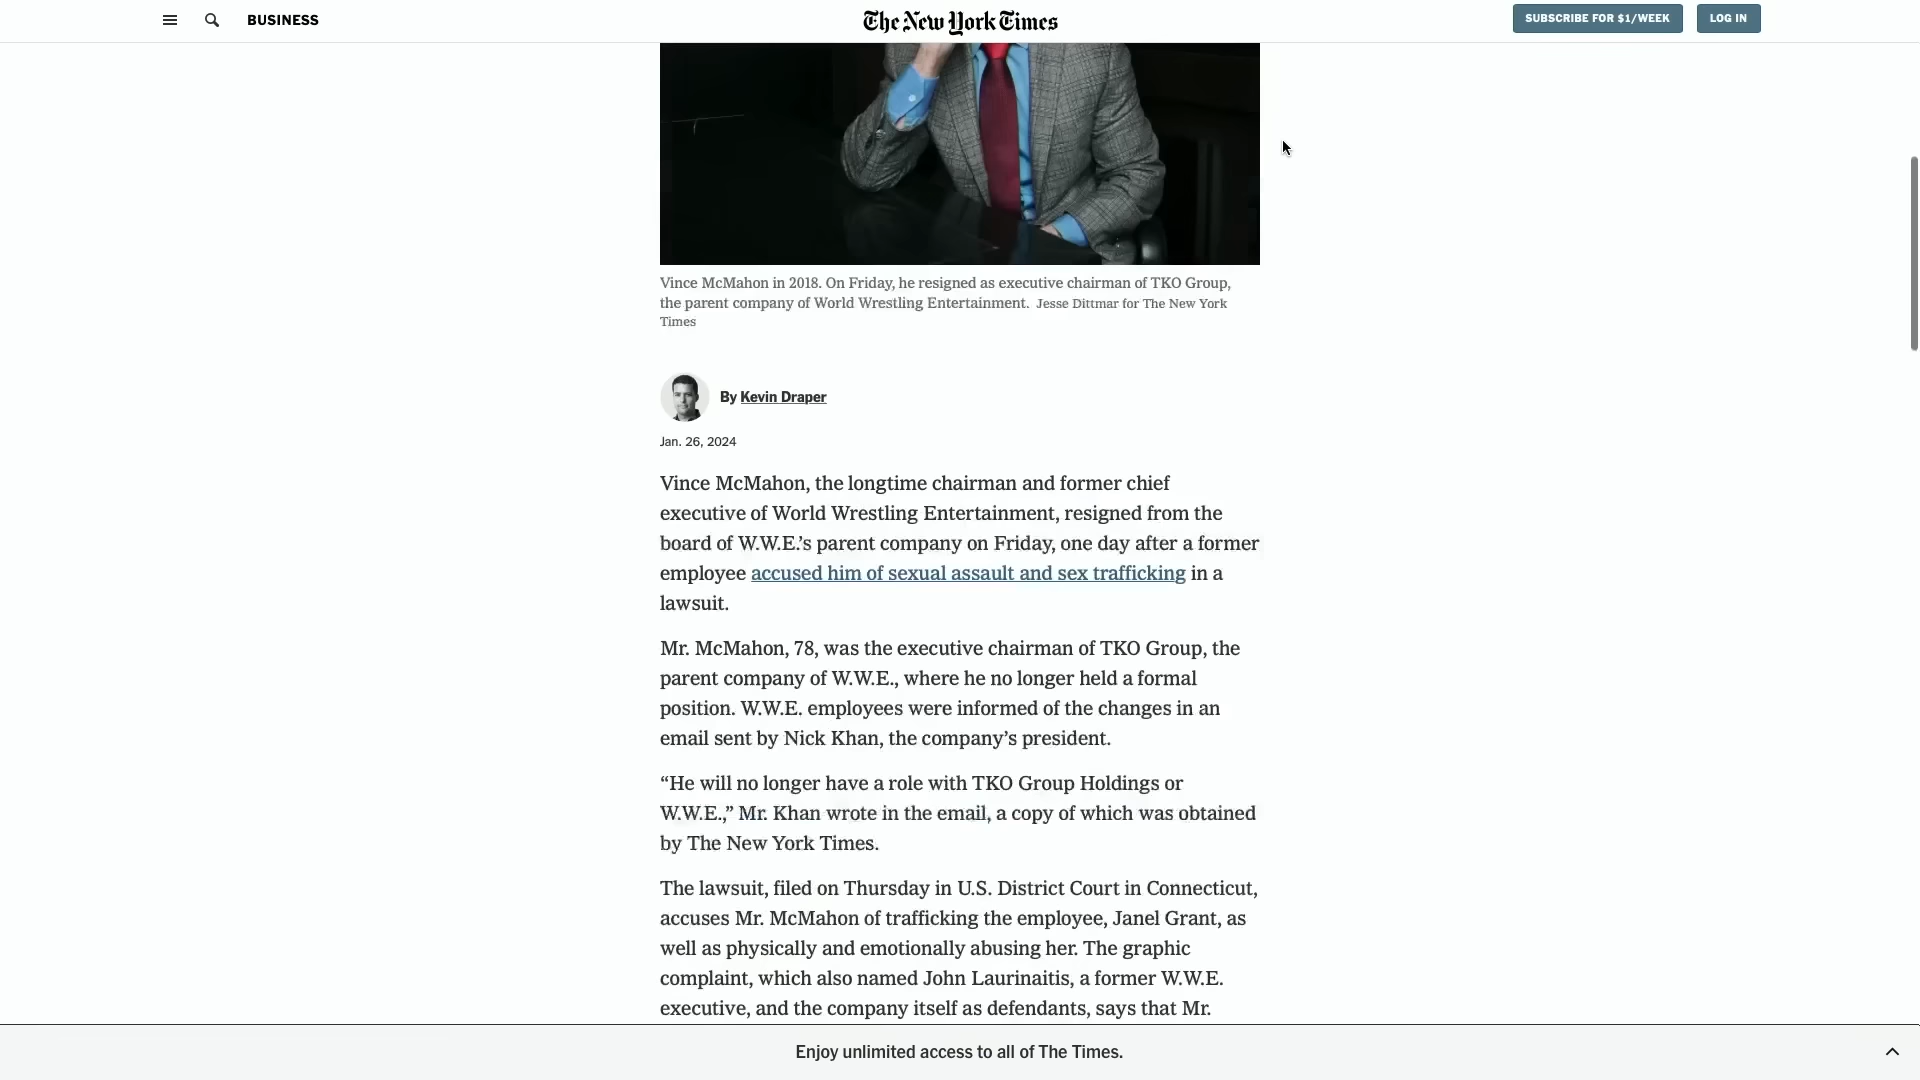 BUSINESS
The New York Times
SUBSCRIBE FOR $1/WEEK
LOG IN
Vince McMahon in 2018. On Friday, he resigned as executive chairman of TKO Group,
the parent company of World Wrestling Entertainment. Jesse Dittmar for The New York
Times
By Kevin Draper
Jan. 26, 2024
Vince McMahon, the longtime chairman and former chief
executive of World Wrestling Entertainment, resigned from the
board of W.W.E.’s parent company on Friday, one day after a former
employee accused him of sexual assault and sex trafficking in a
lawsuit.
Mr. McMahon, 78, was the executive chairman of TKO Group, the
parent company of W.W.E., where he no longer held a formal
position. W.W.E. employees were informed of the changes in an
email sent by Nick Khan, the company’s president.
“He will no longer have a role with TKO Group Holdings or
W.W.E.,” Mr. Khan wrote in the email, a copy of which was obtained
by The New York Times.
The lawsuit, filed on Thursday in U.S. District Court in Connecticut,
accuses Mr. McMahon of trafficking the employee, Janel Grant, as
well as physically and emotionally abusing her. The graphic
complaint, which also named John Laurinaitis, a former W.W.E.
executive, and the company itself as defendants, says that Mr.
Enjoy unlimited access to all of The Times.